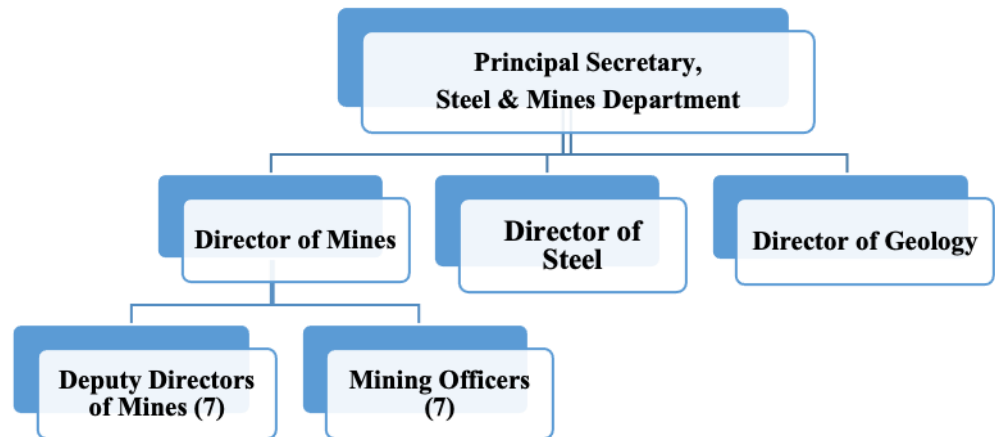 Principal Secretary,
Steel & Mines Department
Director of Mines
Director of
Steel
Director of Geology
Deputy Directors
of Mines (7)
Mining Officers
(7)